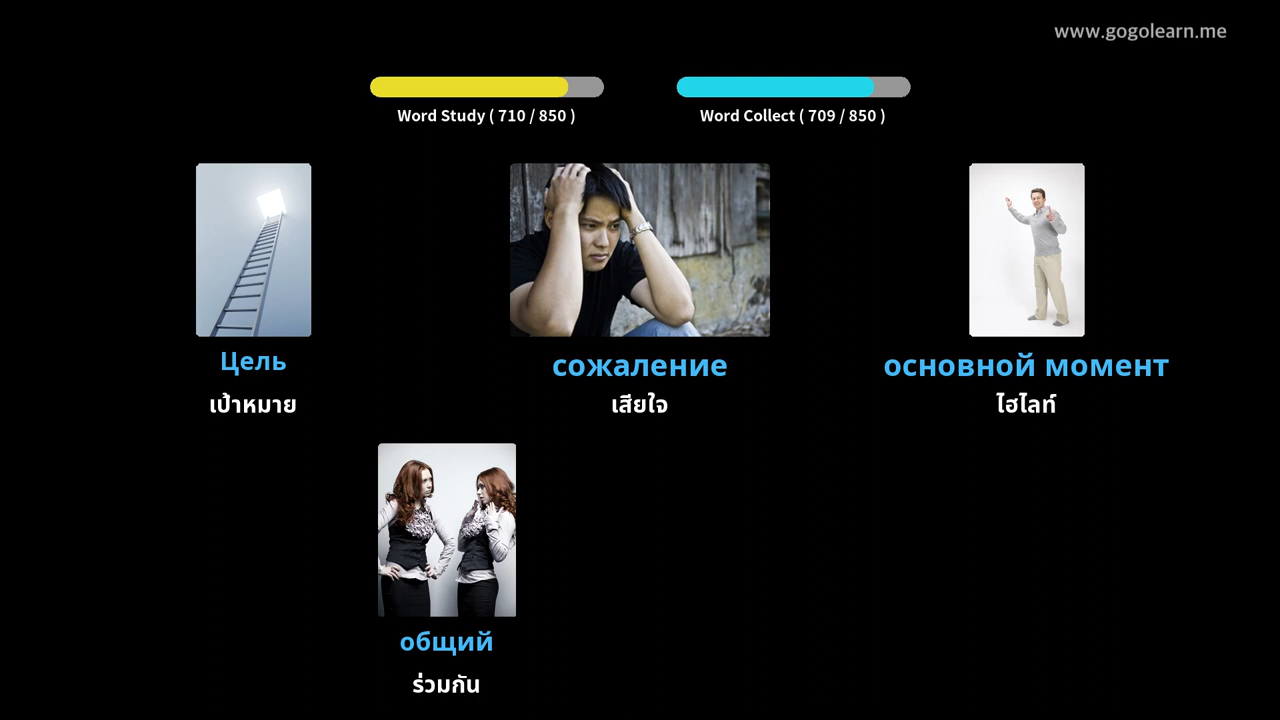 www.gogolearn.me
Word Study ( 710 / 850 )
Word Collect ( 709 / 850 )
Цель
เป้าหมาย
сожаление
เสียใจ
основной момент
ไฮไลท์
общий
ร่วมกัน